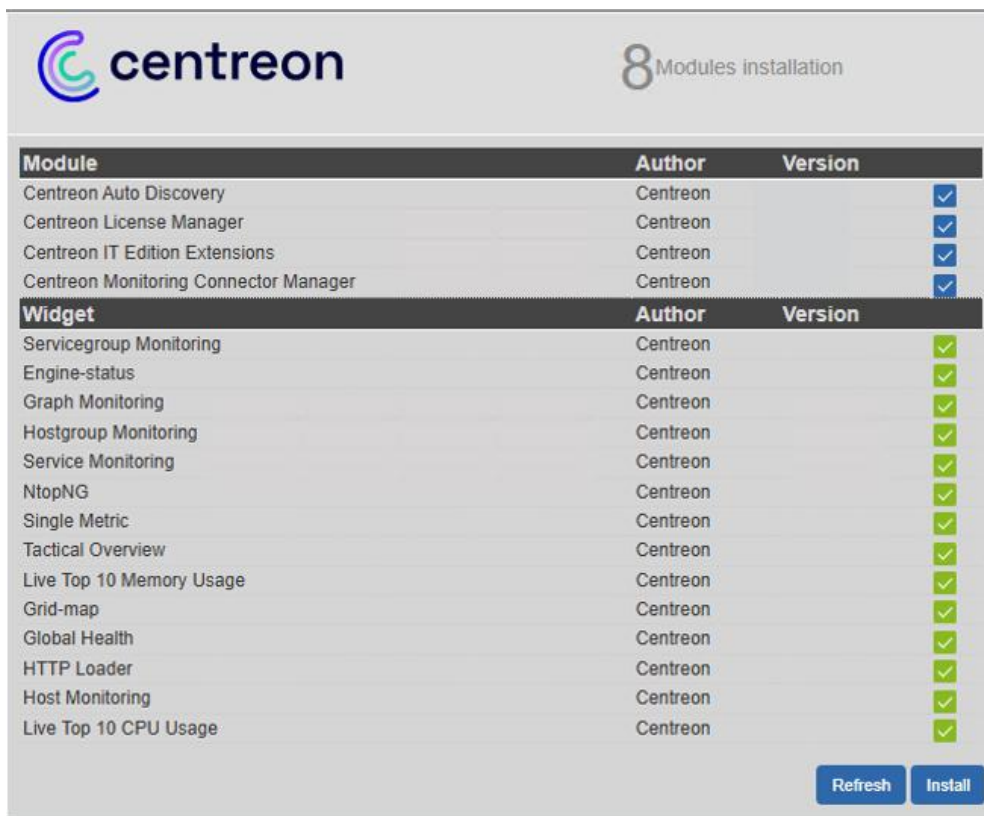 centreon
8 Modules installation
Module Author Version
Centreon Auto Discovery Centreon
Centreon License Manager Centreon
Centreon IT Edition Extensions Centreon
Centreon Monitoring Connector Manager Centreon
Widget Author Version
Servicegroup Monitoring Centreon
Engine-status Centreon
Graph Monitoring Centreon
Hostgroup Monitoring Centreon
Service Monitoring Centreon
NtopNG Centreon
Single Metric Centreon
Tactical Overview Centreon
Live Top 10 Memory Usage Centreon
Grid-map Centreon
Global Health Centreon
HTTP Loader Centreon
Host Monitoring Centreon
Live Top 10 CPU Usage Centreon
Refresh Install